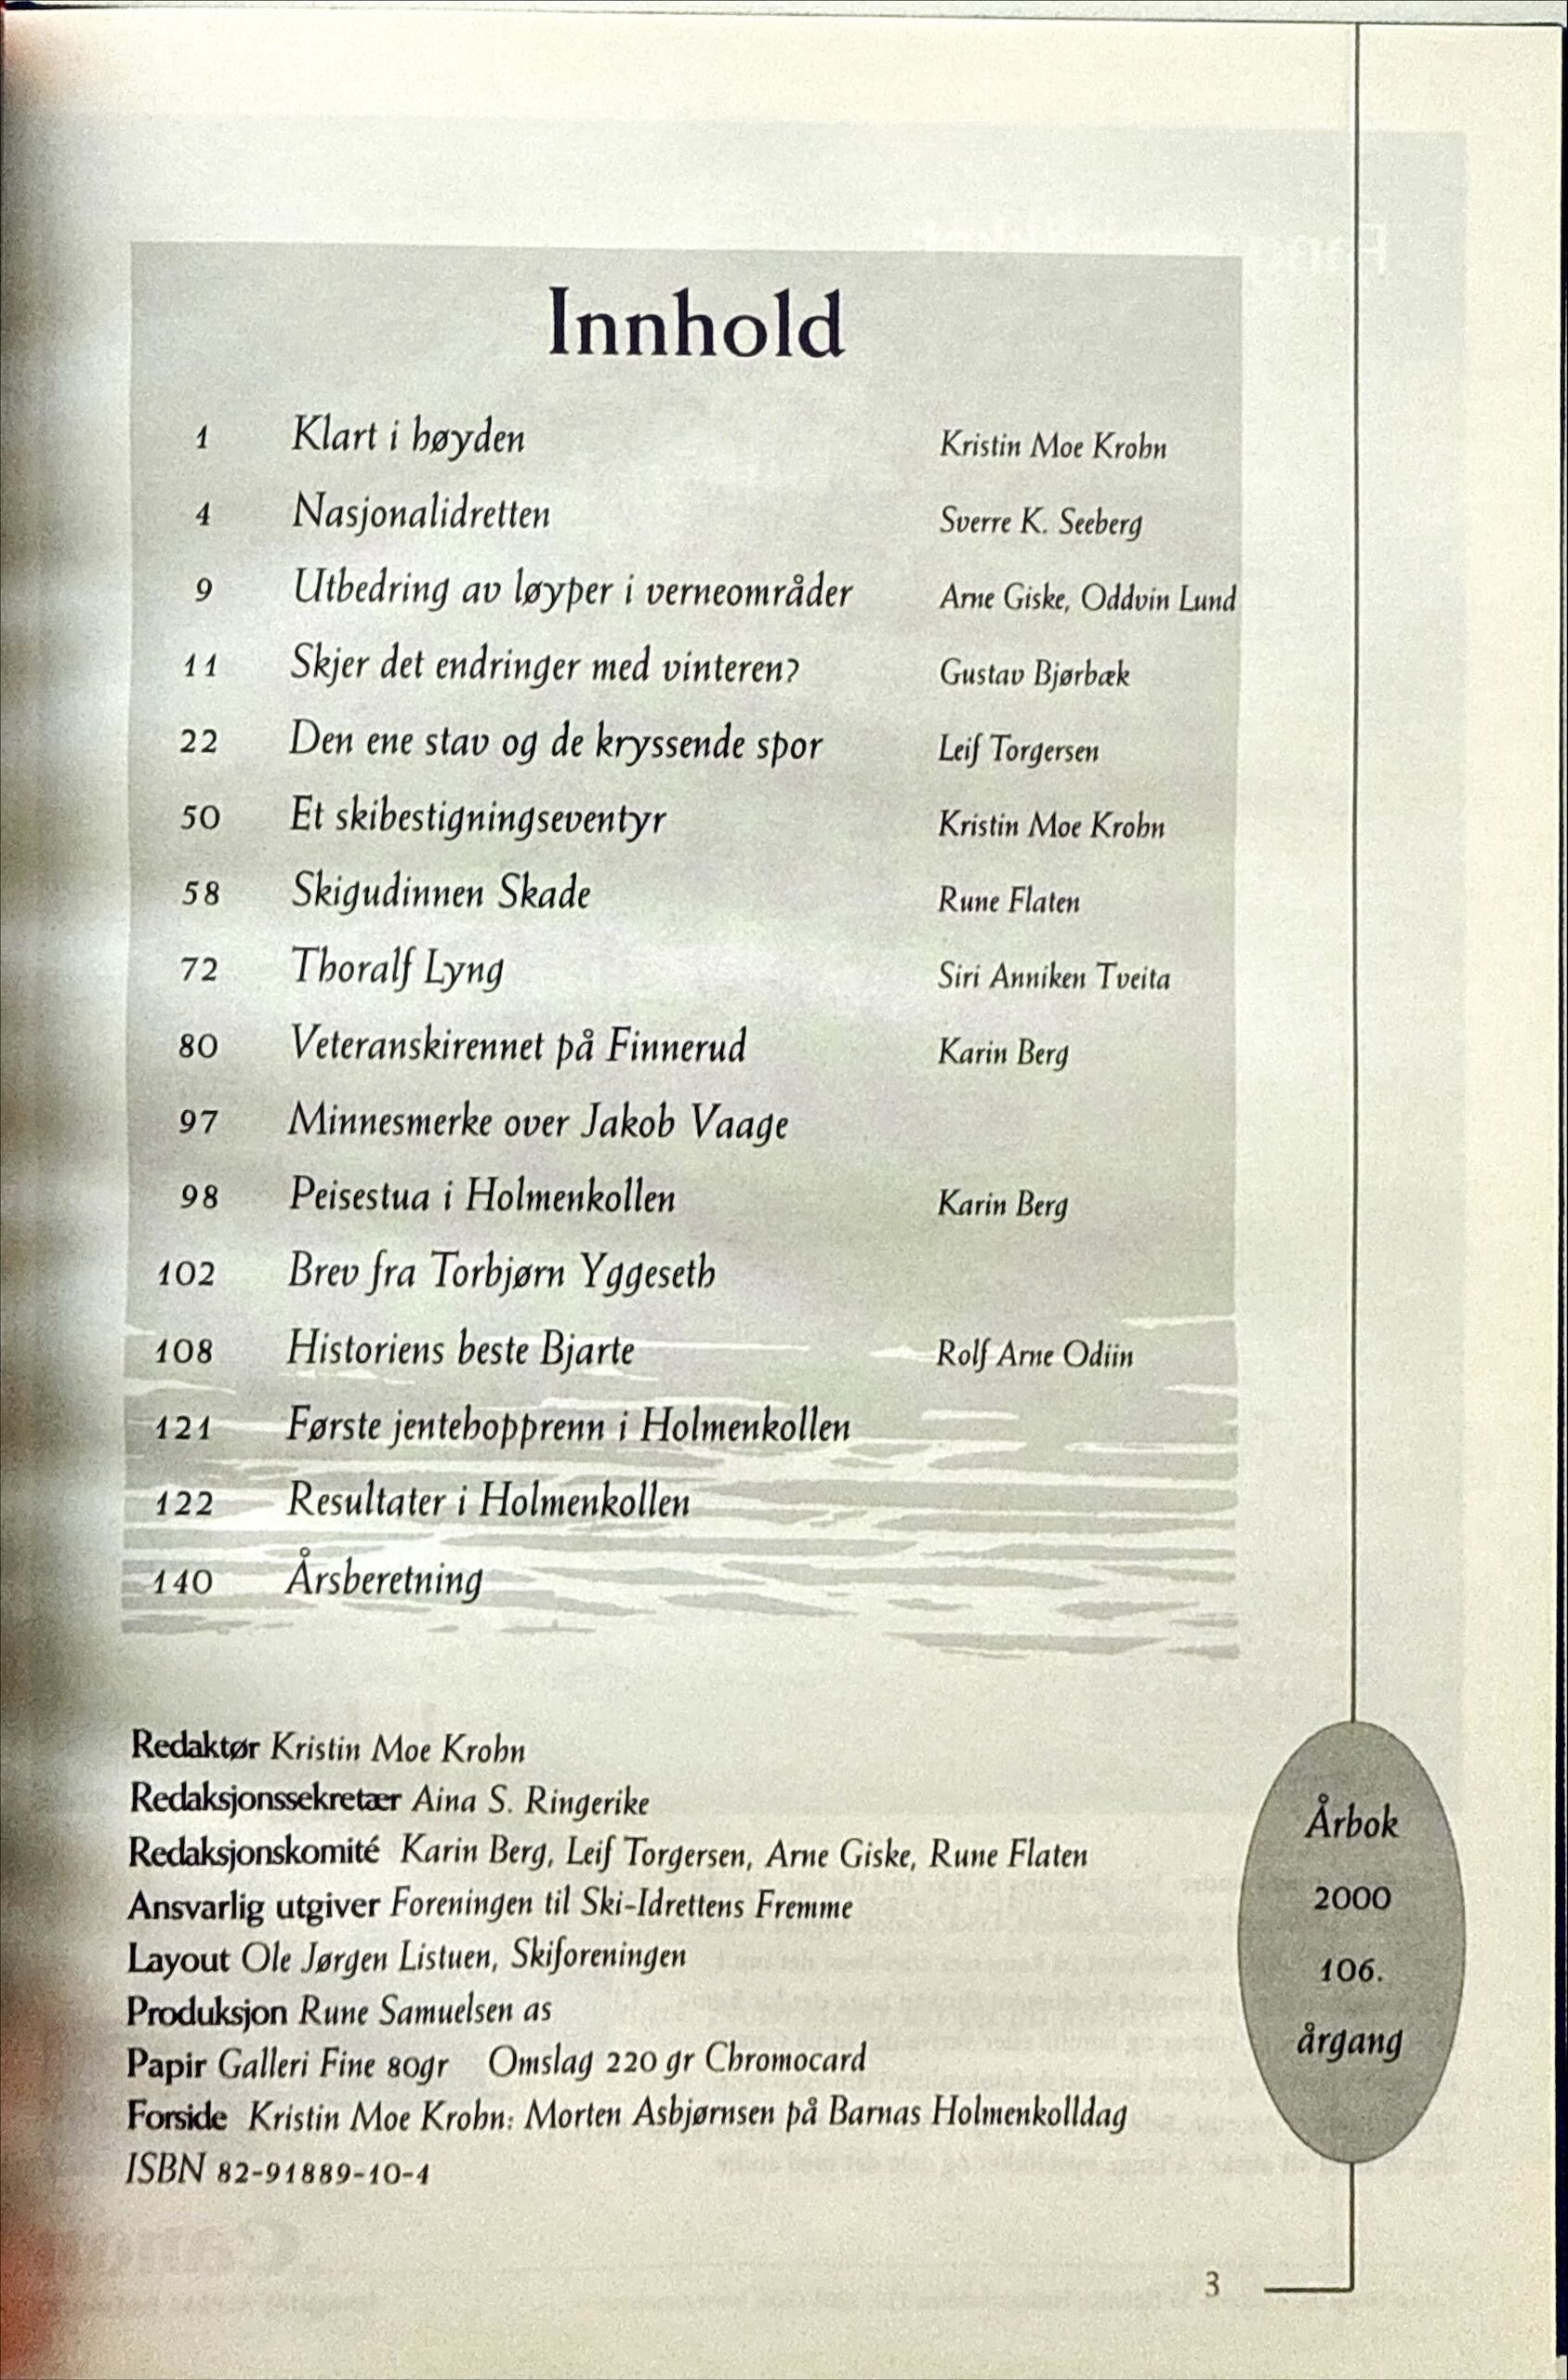 Innhold
1 Klart i høyden Kristin Moe Krohn
4 Nasjonalidretten Sverre K. Seeberg
9 Utbedring av løyper i verneområder Arne Giske, Oddvin Lund
11 Skjer det endringer med vinteren? Gustav Bjørbæk
22 Den ene stav og de kryssende spor Leif Torgersen
50 Et skibestigningseventyr Kristin Moe Krohn
58 Skigudinnen Skade Rune Flaten
72 Thoralf Lyng Siri Anniken Tveita
80 Veteranskirennet på Finnerud Karin Berg
97 Minnesmerke over Jakob Vaage
98 Peisestua i Holmenkollen Karin Berg
102 Brev fra Torbjørn Yggeseth
108 Historiens beste Bjarte Rolf Arne Odiin
121 Første jentehopprenn i Holmenkollen
122 Resultater i Holmenkollen
140 Årsberetning
Redaktør Kristin Moe Krohn
Redaksjonssekretær Aina S. Ringerike
Redaksjonskomité Karin Berg, Leif Torgersen, Arne Giske, Rune Flaten
Ansvarlig utgiver Foreningen til Ski-Idrettens Fremme
Layout Ole Jørgen Listuen, Skiforeningen
Produksjon Rune Samuelsen as
Papir Galleri Fine 80gr Omslag 220 gr Chromocard
Forside Kristin Moe Krohn: Morten Asbjørnsen på Barnas Holmenkolldag
ISBN 82-91889-10-4
Årbok
2000
106.
årgang
3